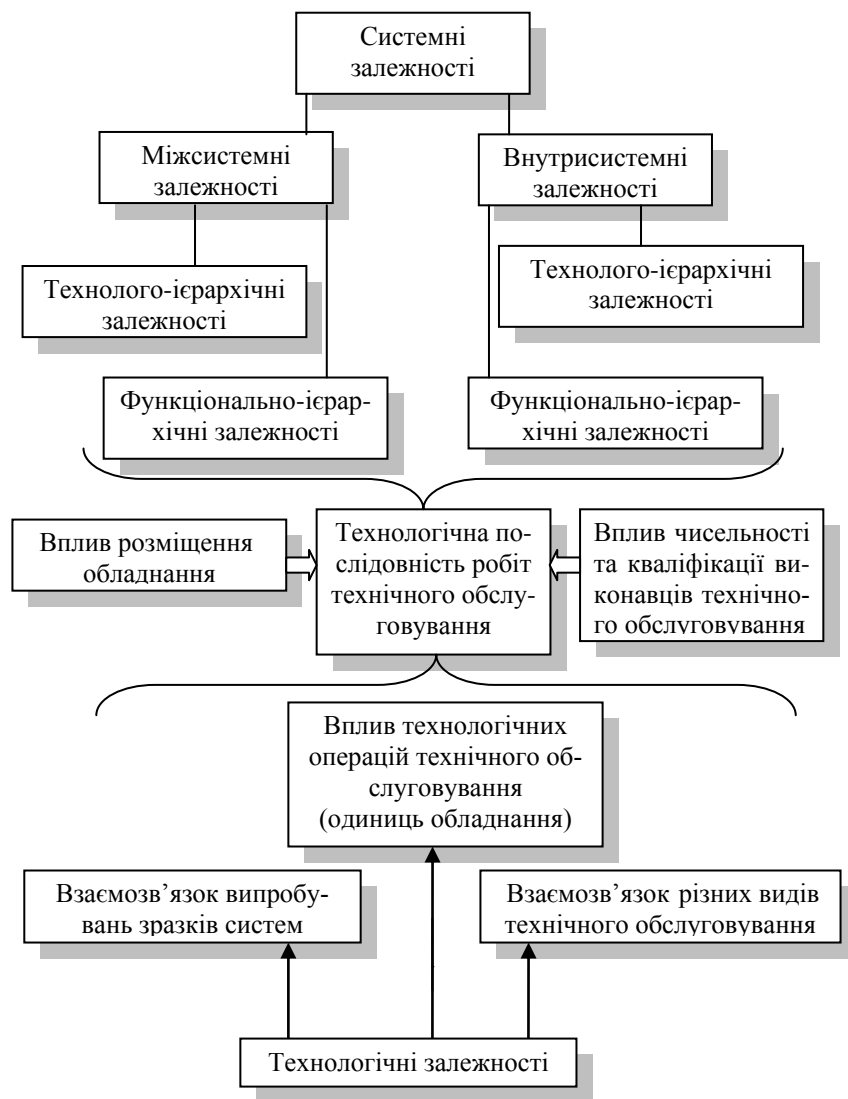 Системні
залежності
Міжсистемні
залежності
Внутрисистемні
залежності
Технолого-ієрархічні
залежності
Технолого-ієрархічні
залежності
Функціонально-ієрар-
хічні залежності
Функціонально-ієрар-
хічні залежності
Вплив розміщення
обладнання
Технологічна по-
слідовність робіт
технічного обслу-
говування
Вплив чисельності
та кваліфікації ви-
конавців технічно-
го обслуговування
Вплив технологічних
операцій технічного об-
слуговування
(одиниць обладнання)
Взаємозв’язок випробу-
вань зразків систем
Взаємозв’язок різних видів
технічного обслуговування
Технологічні залежності